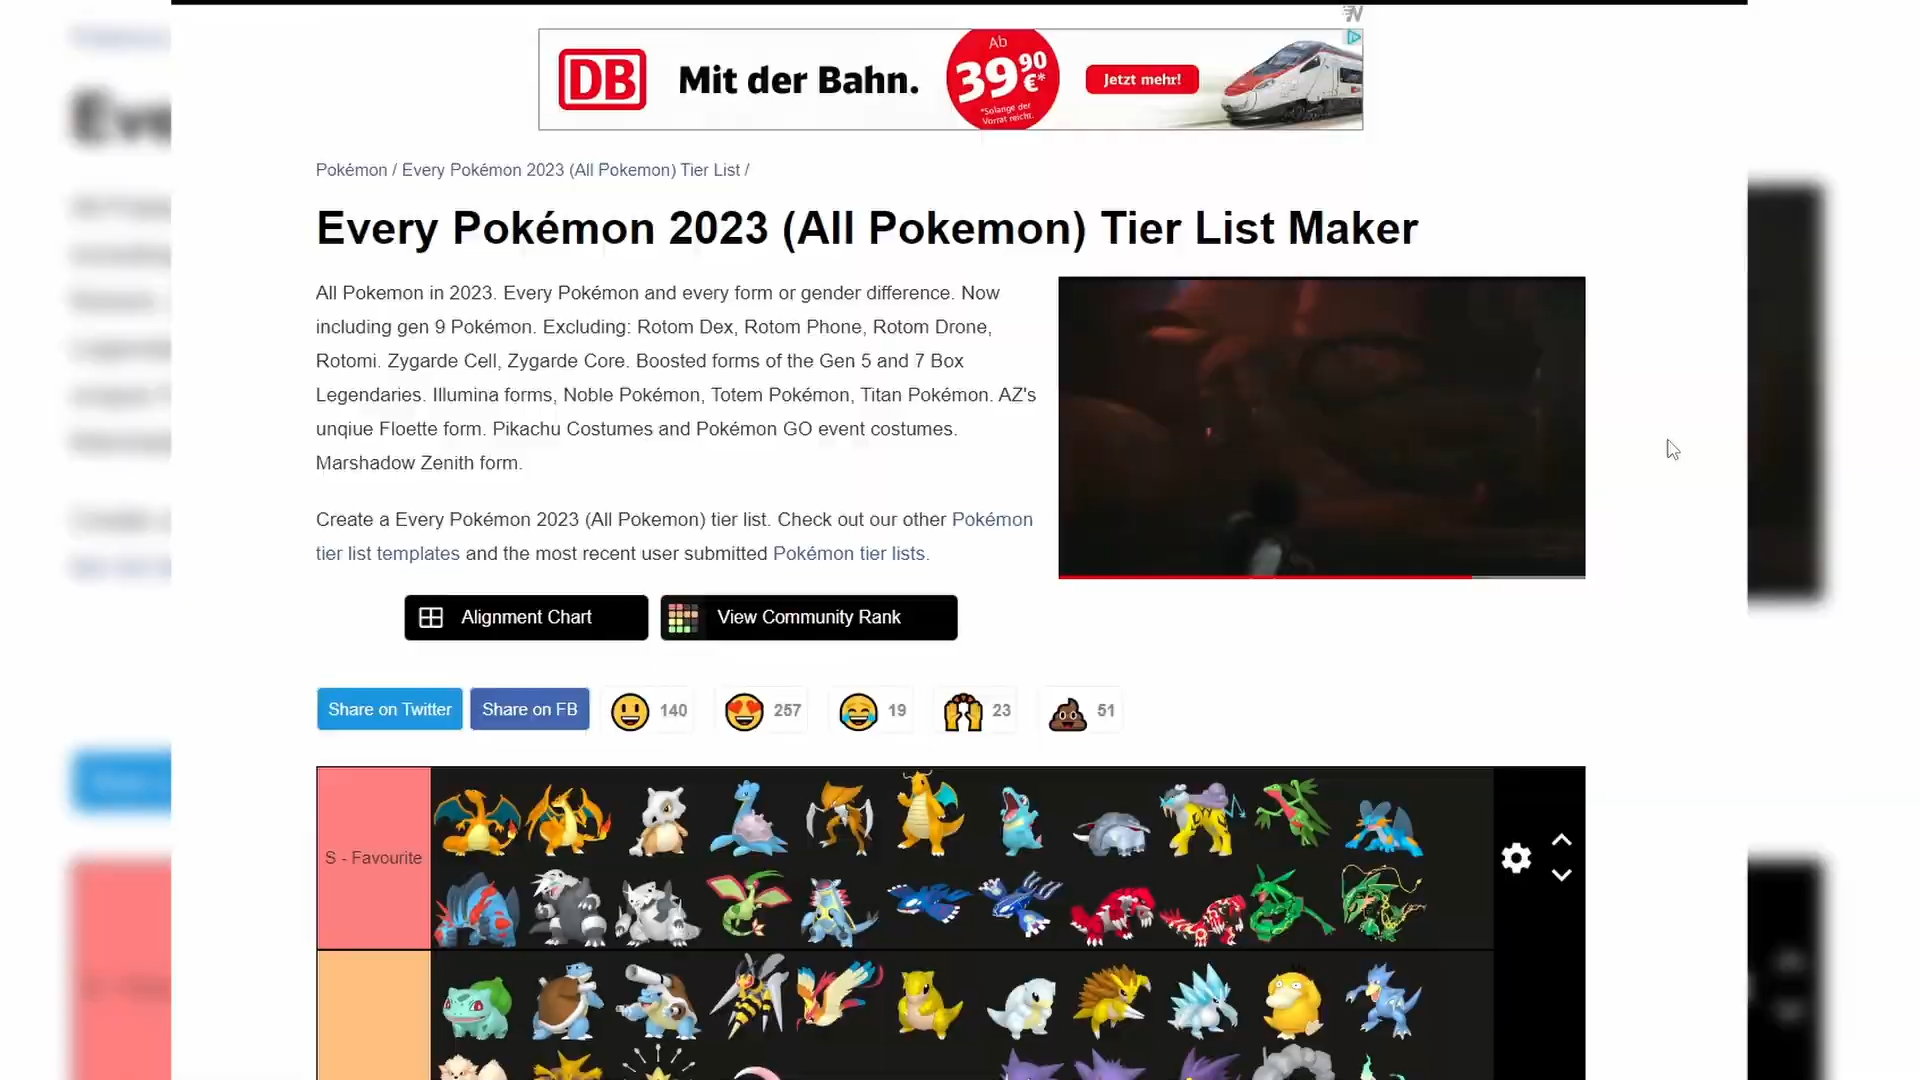 DB
Mit der Bahn.
Ab
39 90 €*
*Solange der
Vorrat reicht.
Jetzt mehr!
Pokémon / Every Pokémon 2023 (All Pokemon) Tier List /
Every Pokémon 2023 (All Pokemon) Tier List Maker
All Pokemon in 2023. Every Pokémon and every form or gender difference. Now
including gen 9 Pokémon. Excluding: Rotom Dex, Rotom Phone, Rotom Drone,
Rotomi. Zygarde Cell, Zygarde Core. Boosted forms of the Gen 5 and 7 Box
Legendaries. Illumina forms, Noble Pokémon, Totem Pokémon, Titan Pokémon. AZ's
unqiue Floette form. Pikachu Costumes and Pokémon GO event costumes.
Marshadow Zenith form.
Create a Every Pokémon 2023 (All Pokemon) tier list. Check out our other Pokémon
tier list templates and the most recent user submitted Pokémon tier lists.
Alignment Chart
View Community Rank
Share on Twitter
Share on FB
140
257
19
23
51
S - Favourite